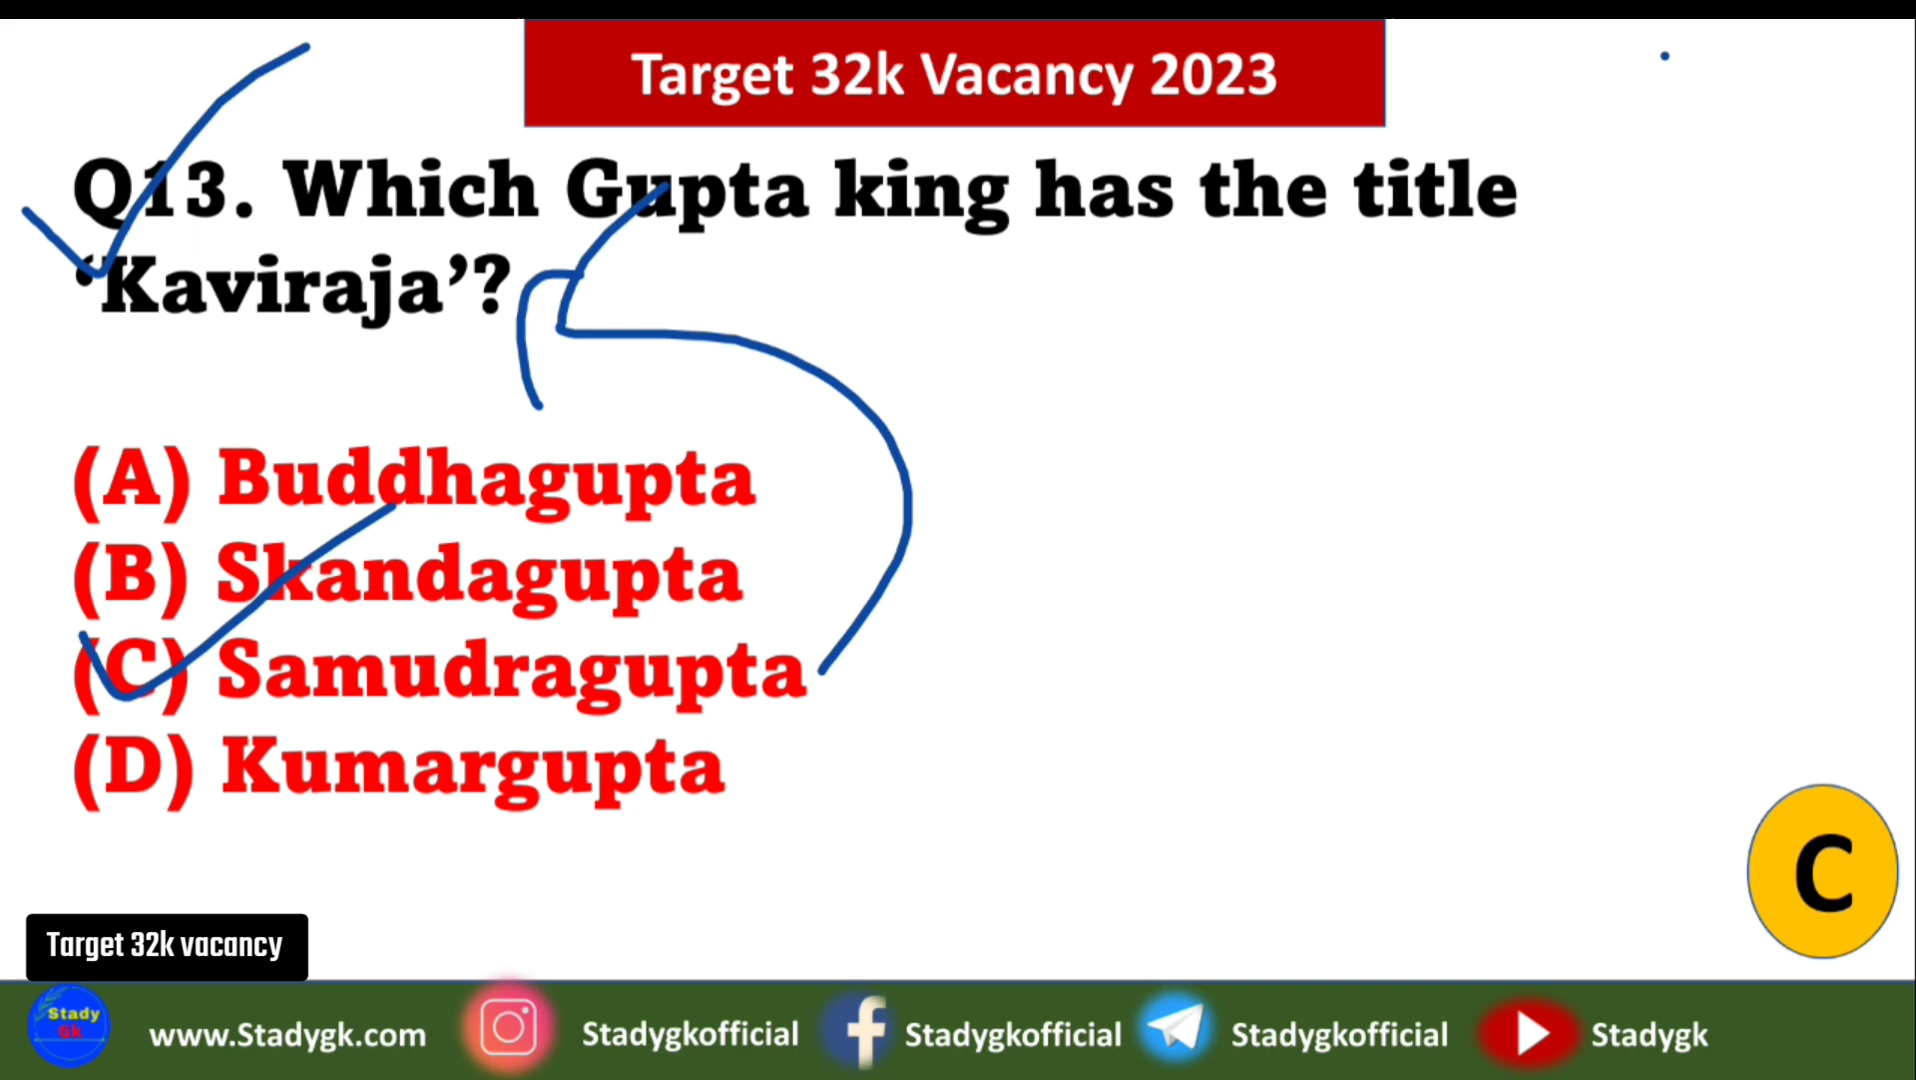 Target 32k Vacancy 2023
Q13. Which Gupta king has the title
‘Kaviraja’?
(A) Buddhagupta
(B) Skandagupta
(C) Samudragupta
(D) Kumargupta
C
Target 32k vacancy
Stady
Gk
www.Stadygk.com
Stadygkofficial
Stadygkofficial
Stadygkofficial
Stadygk